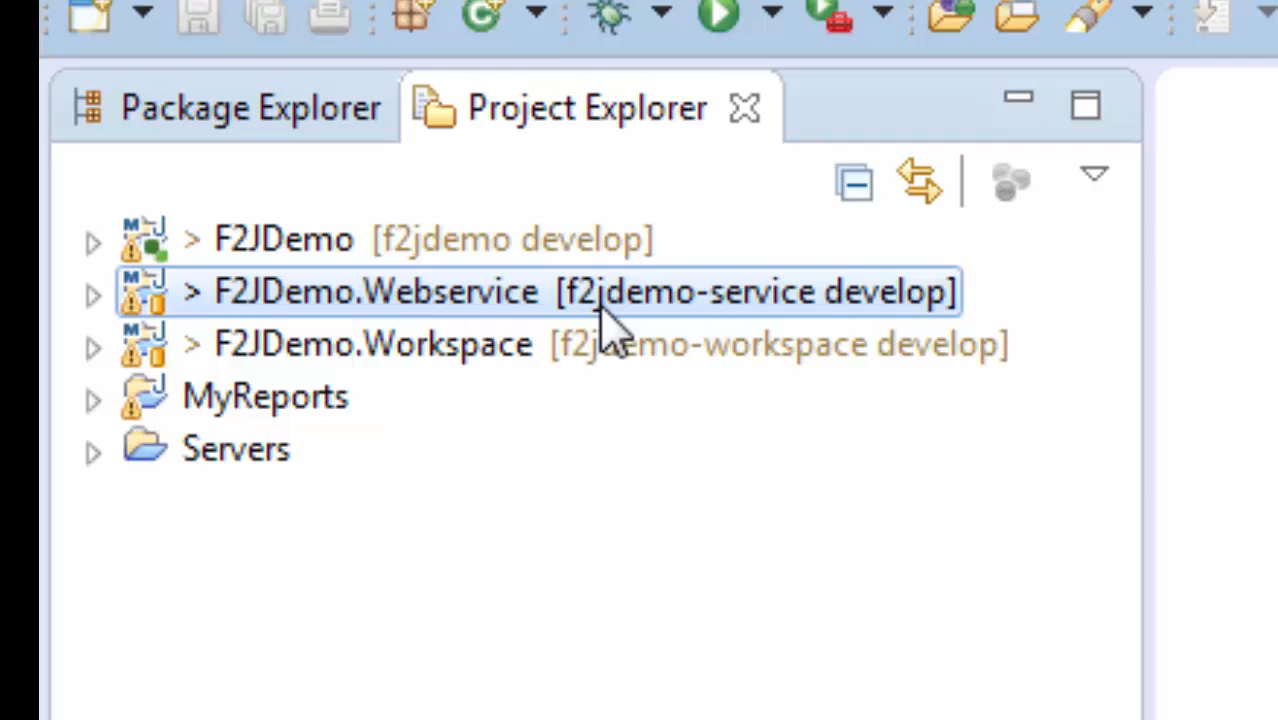 Package Explorer Project Explorer
> F2JDemo [f2jdemo develop]
> F2JDemo.Webservice [f2jdemo-service develop]
> F2JDemo.Workspace [f2jdemo-workspace develop]
MyReports
Servers